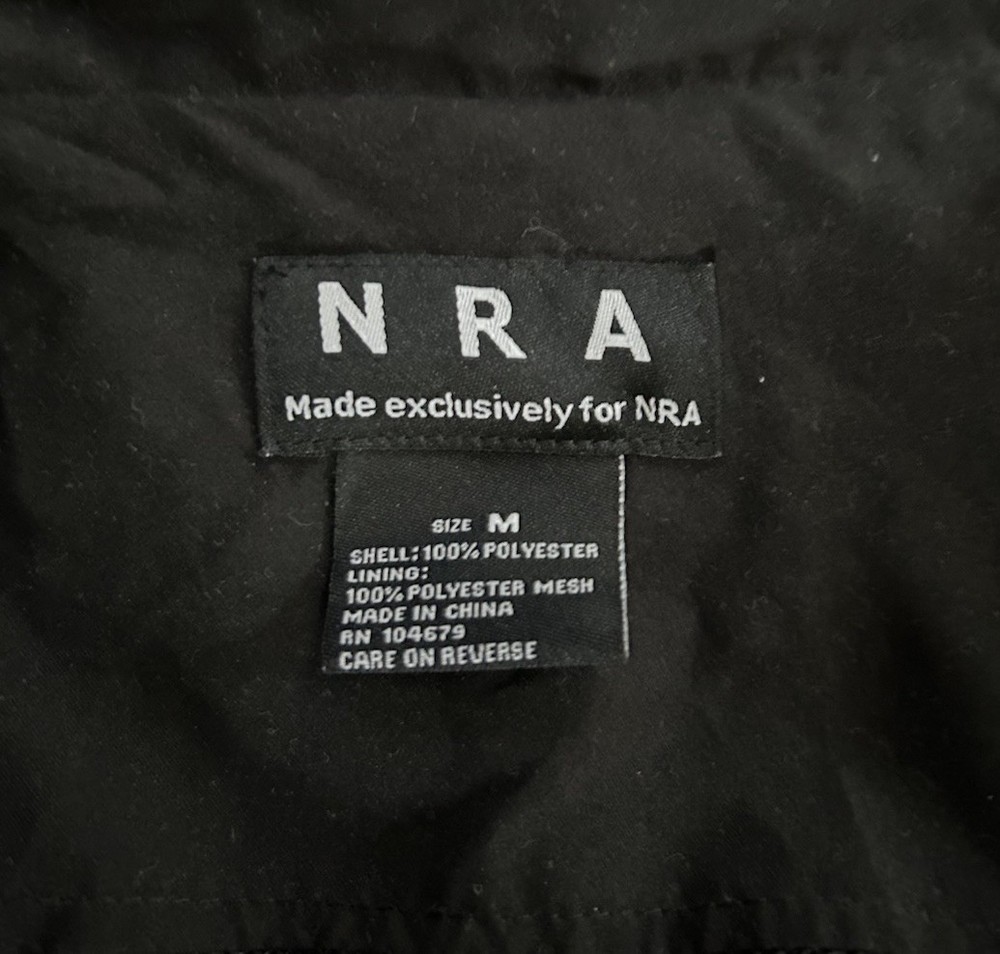 N R A
Made exclusively for NRA
SIZE M
SHELL: 100% POLYESTER
LINING:
100% POLYESTER MESH
MADE IN CHINA
RN 104679
CARE ON REVERSE